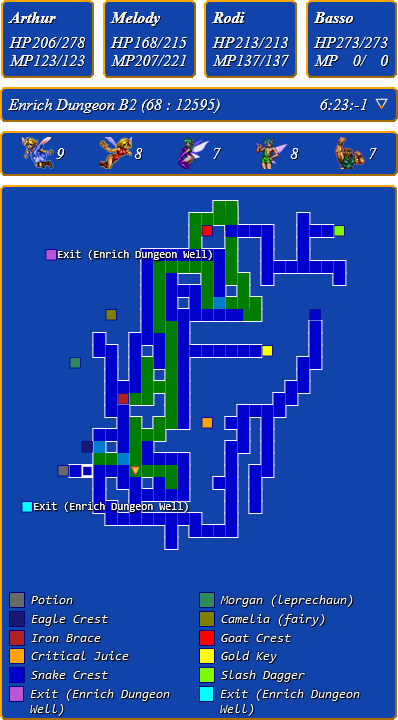 Arthur
HP206/278
MP123/123
Melody
HP168/215
MP207/221
Rodi
HP213/213
MP137/137
Basso
HP273/273
MP 0/ 0
Enrich Dungeon B2 (68 : 12595) 6:23:-1
9 8 7 8 7
Exit (Enrich Dungeon Well)
Exit (Enrich Dungeon Well)
Potion
Eagle Crest
Iron Brace
Critical Juice
Snake Crest
Exit (Enrich Dungeon
Well)
Morgan (leprechaun)
Camelia (fairy)
Goat Crest
Gold Key
Slash Dagger
Exit (Enrich Dungeon
Well)